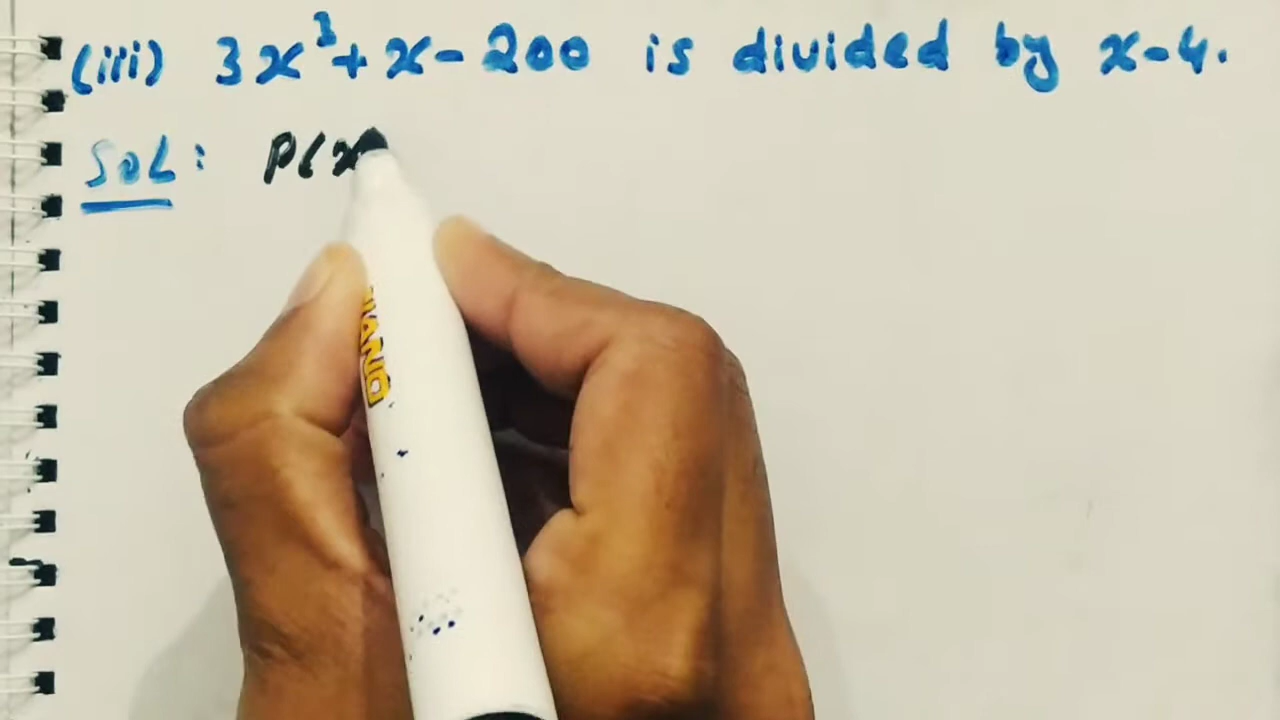 (iii) 3x³+x-200 is divided by x-4.
SOL: P(x